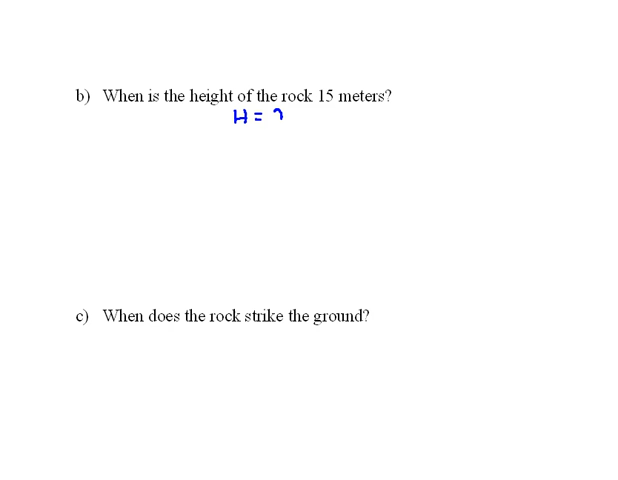 b) When is the height of the rock 15 meters?
H =
c) When does the rock strike the ground?